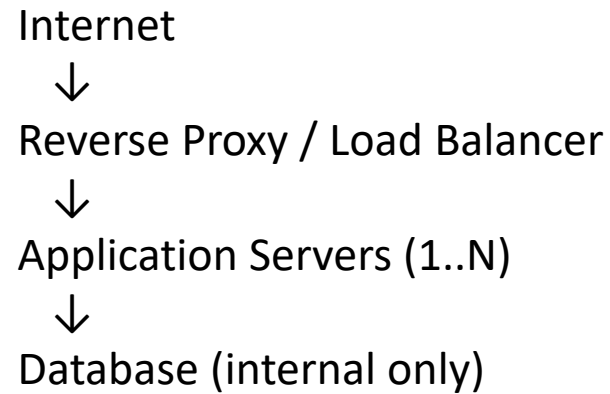 Internet
↓
Reverse Proxy / Load Balancer
↓
Application Servers (1..N)
↓
Database (internal only)